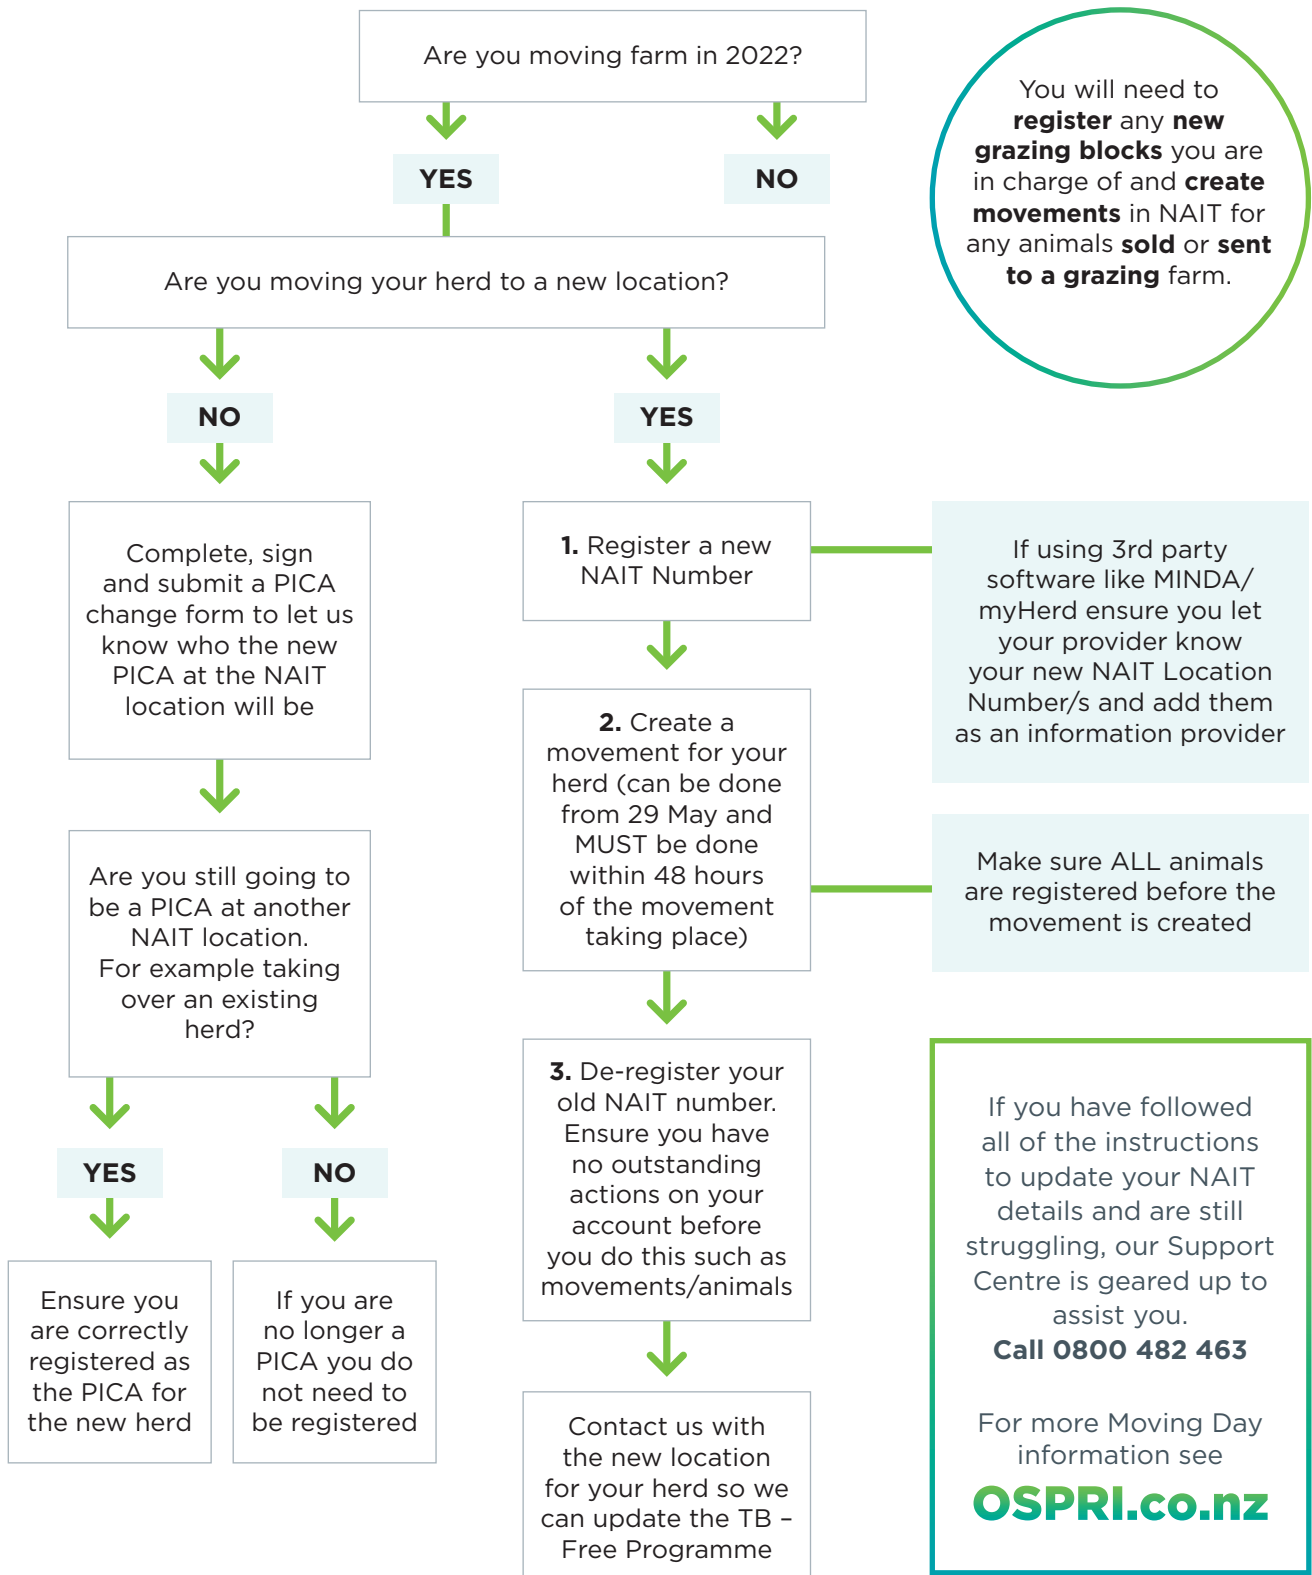 Are you moving farm in 2022?
YES
NO
You will need to
register any new
grazing blocks you are
in charge of and create
movements in NAIT for
any animals sold or sent
to a grazing farm.
Are you moving your herd to a new location?
NO
YES
Complete, sign
and submit a PICA
change form to let us
know who the new
PICA at the NAIT
location will be
Are you still going to
be a PICA at another
NAIT location.
For example taking
over an existing
herd?
YES
NO
Ensure you
are correctly
registered as
the PICA for
the new herd
If you are
no longer a
PICA you do
not need to
be registered
1. Register a new
NAIT Number
If using 3rd party
software like MINDA/
myHerd ensure you let
your provider know
your new NAIT Location
Number/s and add them
as an information provider
2. Create a
movement for your
herd (can be done
from 29 May and
MUST be done
within 48 hours
of the movement
taking place)
Make sure ALL animals
are registered before the
movement is created
3. De-register your
old NAIT number.
Ensure you have
no outstanding
actions on your
account before
you do this such as
movements/animals
Contact us with
the new location
for your herd so we
can update the TB –
Free Programme
If you have followed
all of the instructions
to update your NAIT
details and are still
struggling, our Support
Centre is geared up to
assist you.
Call 0800 482 463
For more Moving Day
information see
OSPRI.co.nz